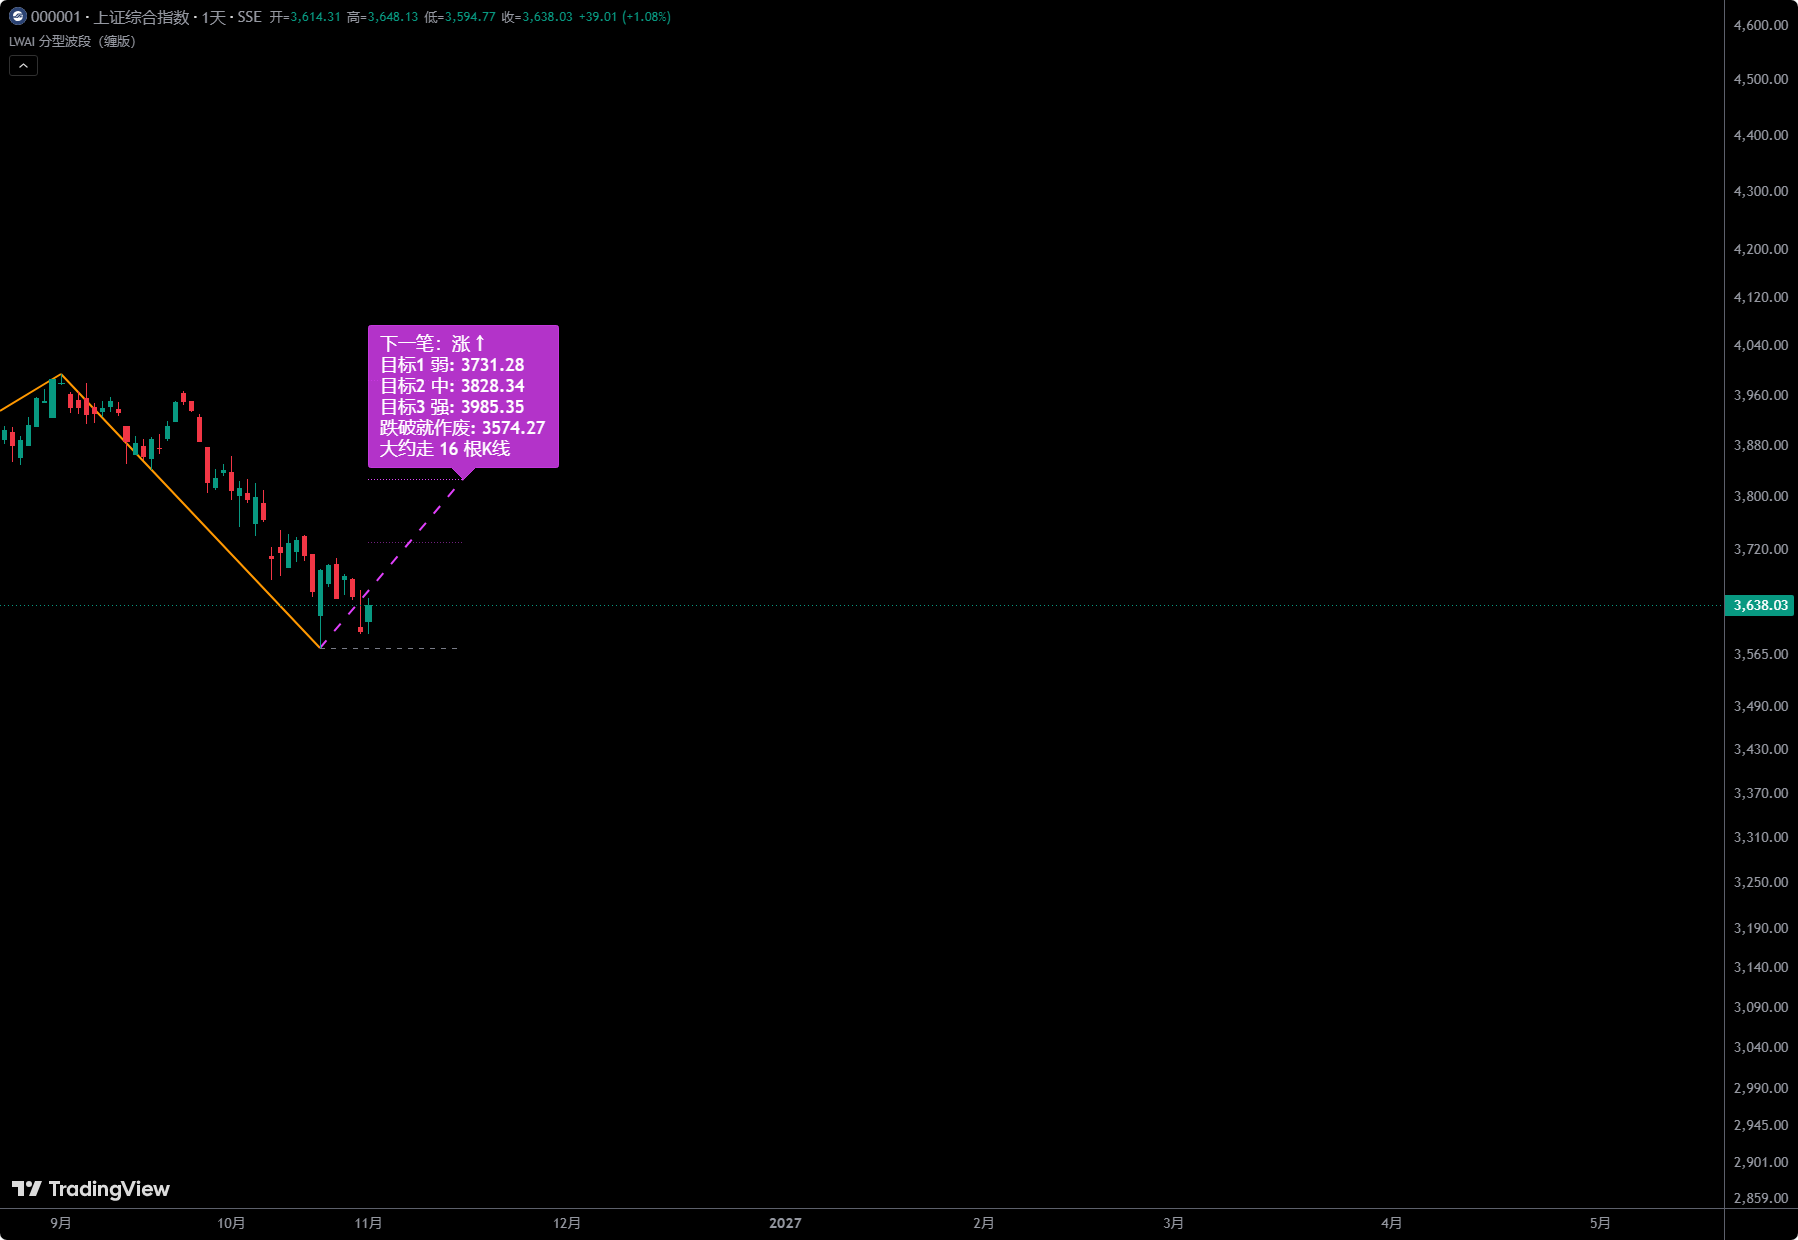 000001 · 上证综合指数 · 1天 · SSE 开=3,614.31 高=3,648.13 低=3,594.77 收=3,638.03 +39.01 (+1.08%)
LWAI 分型波段（缠版）
下一笔：涨↑
目标1 弱: 3731.28
目标2 中: 3828.34
目标3 强: 3985.35
跌破就作废: 3574.27
大约走 16 根K线
4,600.00
4,500.00
4,400.00
4,300.00
4,200.00
4,120.00
4,040.00
3,960.00
3,880.00
3,800.00
3,720.00
3,638.03
3,565.00
3,490.00
3,430.00
3,370.00
3,310.00
3,250.00
3,190.00
3,140.00
3,090.00
3,040.00
2,990.00
2,945.00
2,901.00
2,859.00
TradingView
9月 10月 11月 12月 2027 2月 3月 4月 5月